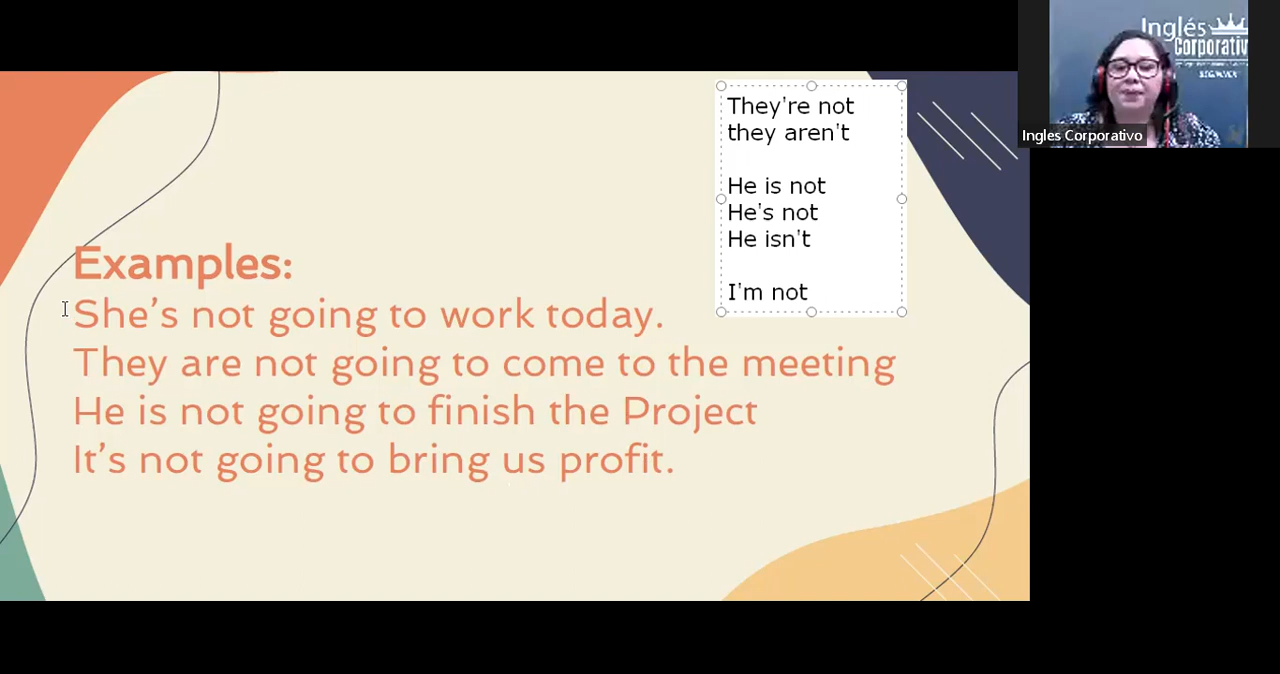 They're not
they aren't
He is not
He's not
He isn't
I'm not
Examples:
She's not going to work today.
They are not going to come to the meeting
He is not going to finish the Project
It's not going to bring us profit.
Inglés
Corporativ
Ingles Corporativo